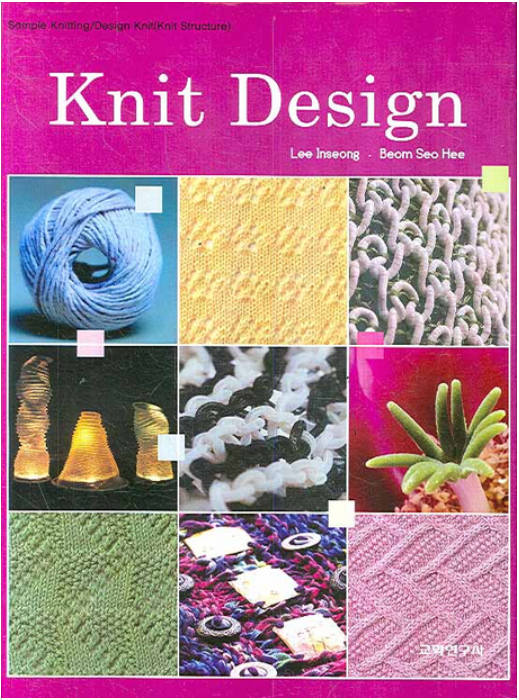 Sample Knitting/Design Knit(Knit Structure)
Knit Design
Lee Inseong . Beom Seo Hee
교학연구사